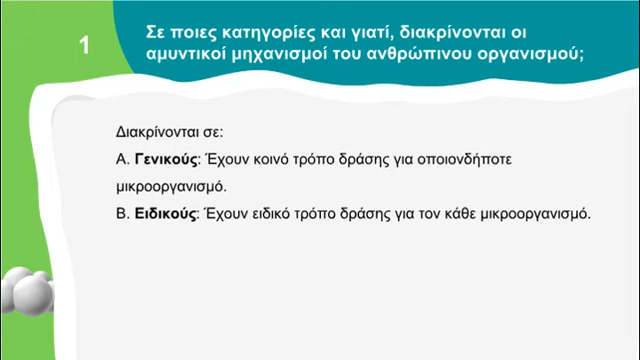 1
Σε ποιες κατηγορίες και γιατί, διακρίνονται οι
αμυντικοί μηχανισμοί του ανθρώπινου οργανισμού;
Διακρίνονται σε:
Α. Γενικούς: Έχουν κοινό τρόπο δράσης για οποιονδήποτε
μικροοργανισμό.
Β. Ειδικούς: Έχουν ειδικό τρόπο δράσης για τον κάθε μικροοργανισμό.